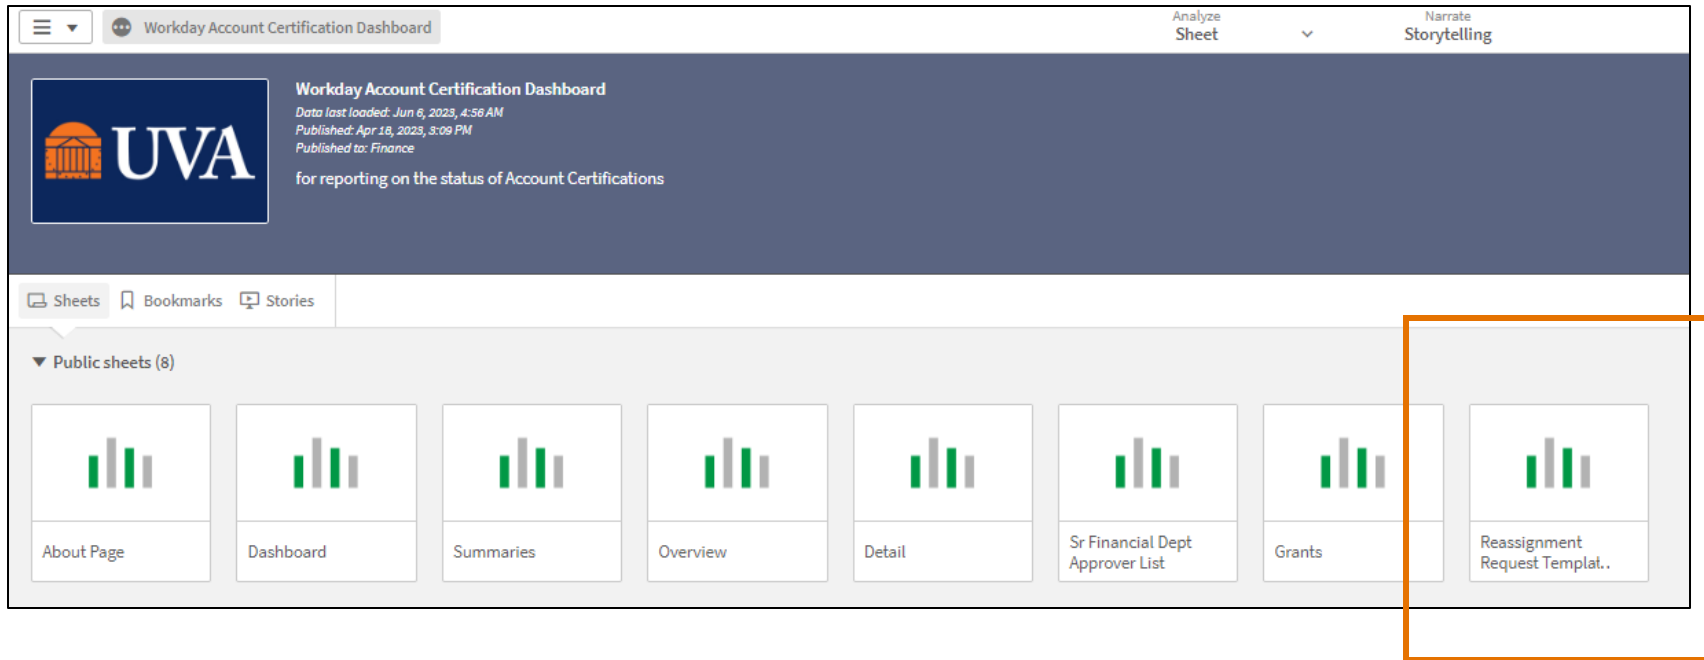 Workday Account Certification Dashboard
Analyze
Sheet
Narrate
Storytelling
UVA
Workday Account Certification Dashboard
Data last loaded: Jun 6, 2023, 4:56 AM
Published: Apr 18, 2023, 3:09 PM
Published to: Finance
for reporting on the status of Account Certifications
Sheets
Bookmarks
Stories
Public sheets (8)
About Page
Dashboard
Summaries
Overview
Detail
Sr Financial Dept
Approver List
Grants
Reassignment
Request Templat..